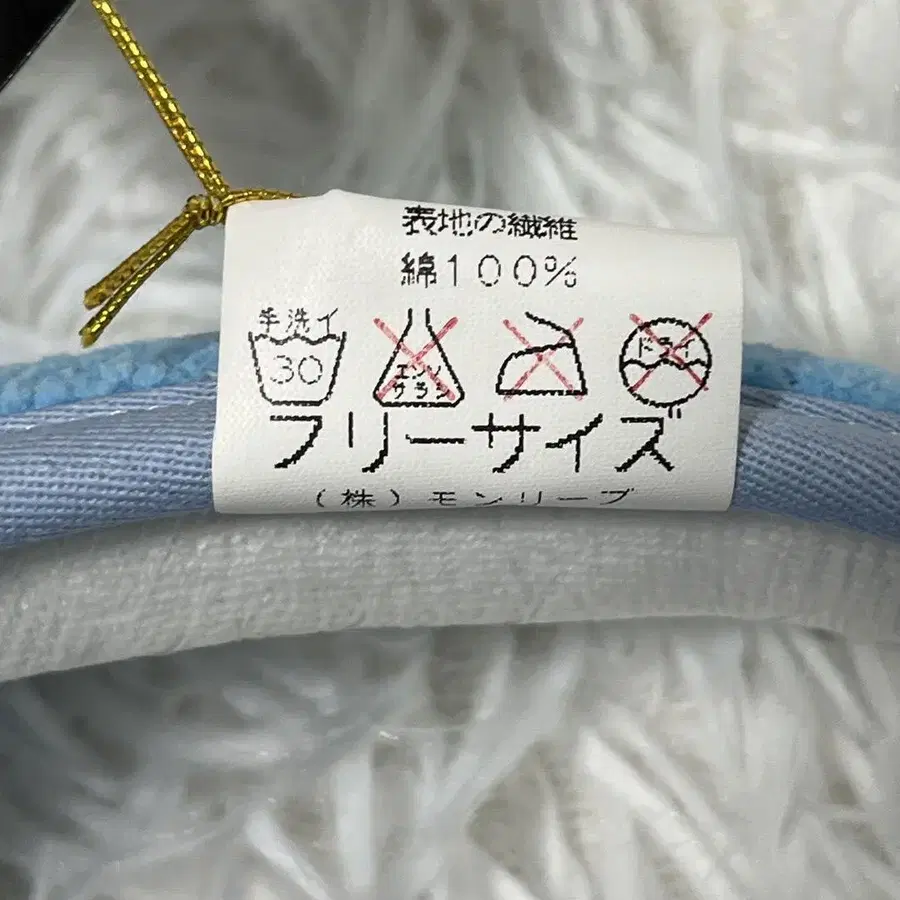 表地の繊維
綿100%
手洗イ
30
エンソ
サラシ
ドライ
フリーサイズ
(株)モンリーブ